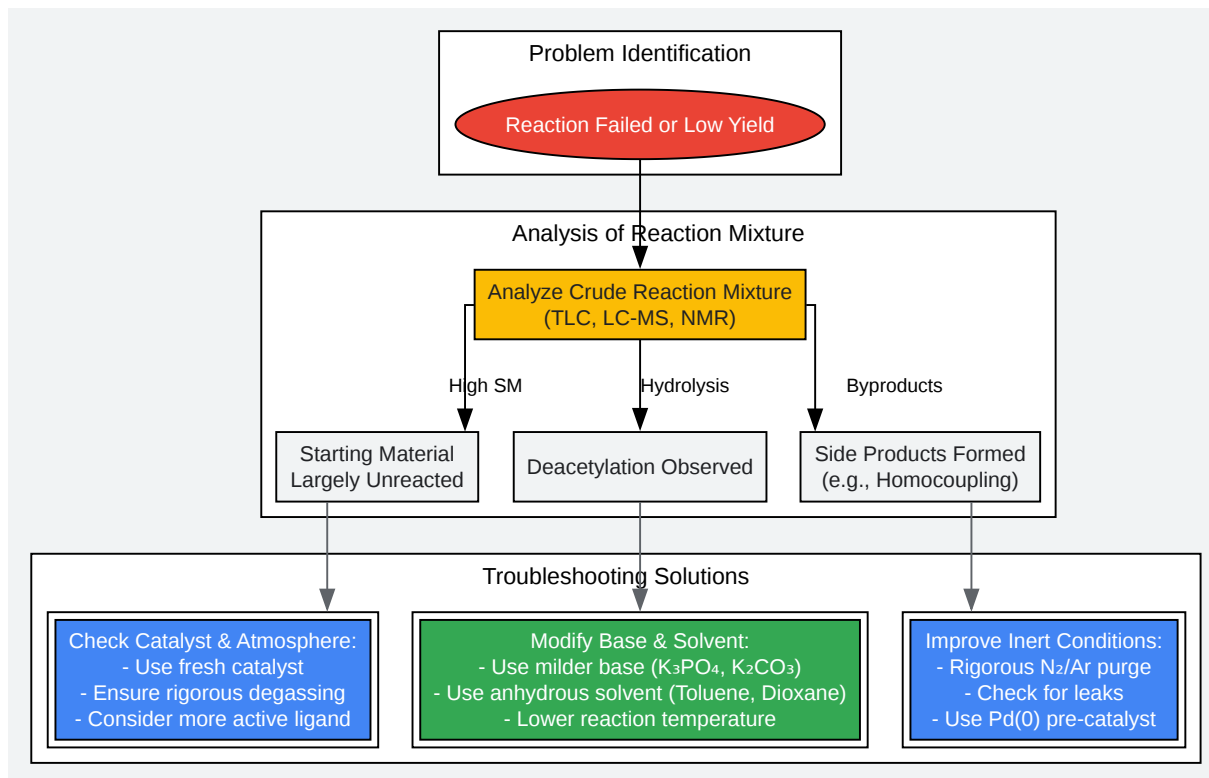 Problem Identification
Reaction Failed or Low Yield
Analysis of Reaction Mixture
Analyze Crude Reaction Mixture
(TLC, LC-MS, NMR)
High SM
Hydrolysis
Byproducts
Starting Material
Largely Unreacted
Deacetylation Observed
Side Products Formed
(e.g., Homocoupling)
Troubleshooting Solutions
Check Catalyst & Atmosphere:
- Use fresh catalyst
- Ensure rigorous degassing
- Consider more active ligand
Modify Base & Solvent:
- Use milder base (K₃PO₄, K₂CO₃)
- Use anhydrous solvent (Toluene, Dioxane)
- Lower reaction temperature
Improve Inert Conditions:
- Rigorous N₂/Ar purge
- Check for leaks
- Use Pd(0) pre-catalyst